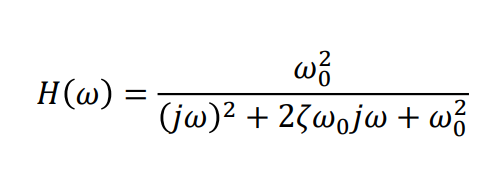 H(ω) = ω₀² / ((jω)² + 2ζω₀jω + ω₀²)